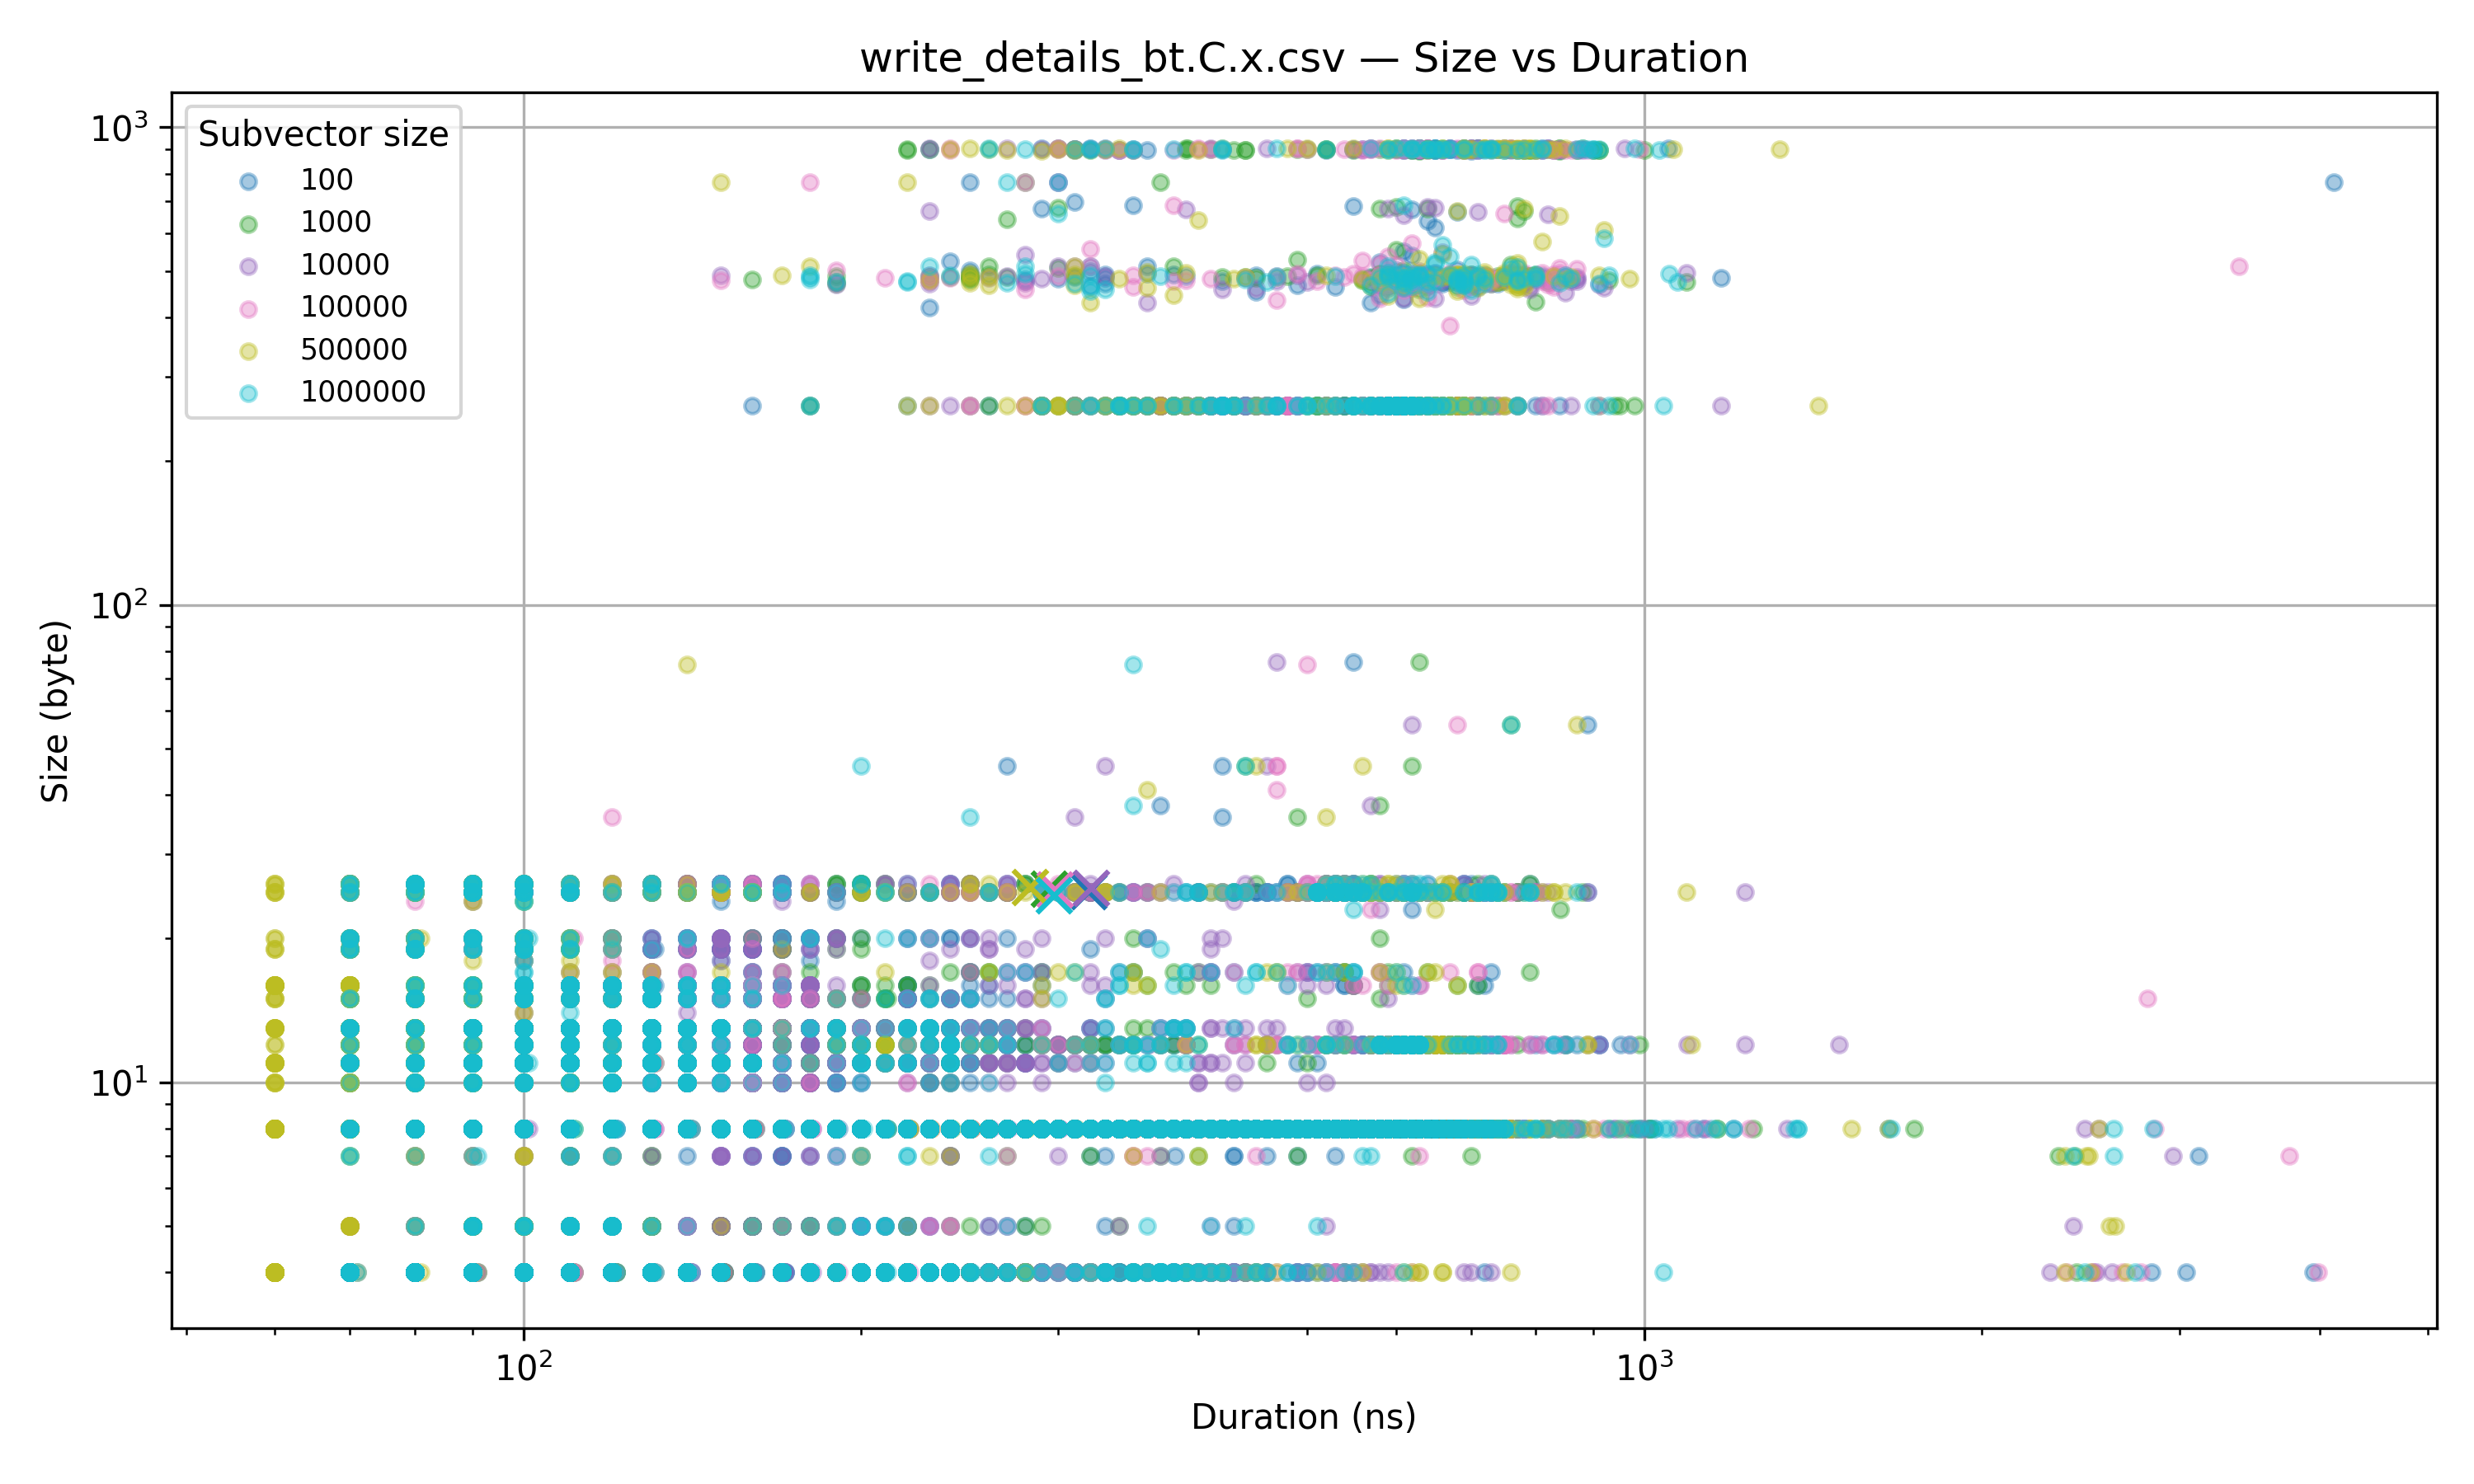 write_details_bt.C.x.csv — Size vs Duration
Subvector size
100
1000
10000
100000
500000
1000000
10³
10²
10¹
Size (byte)
10²
10³
Duration (ns)